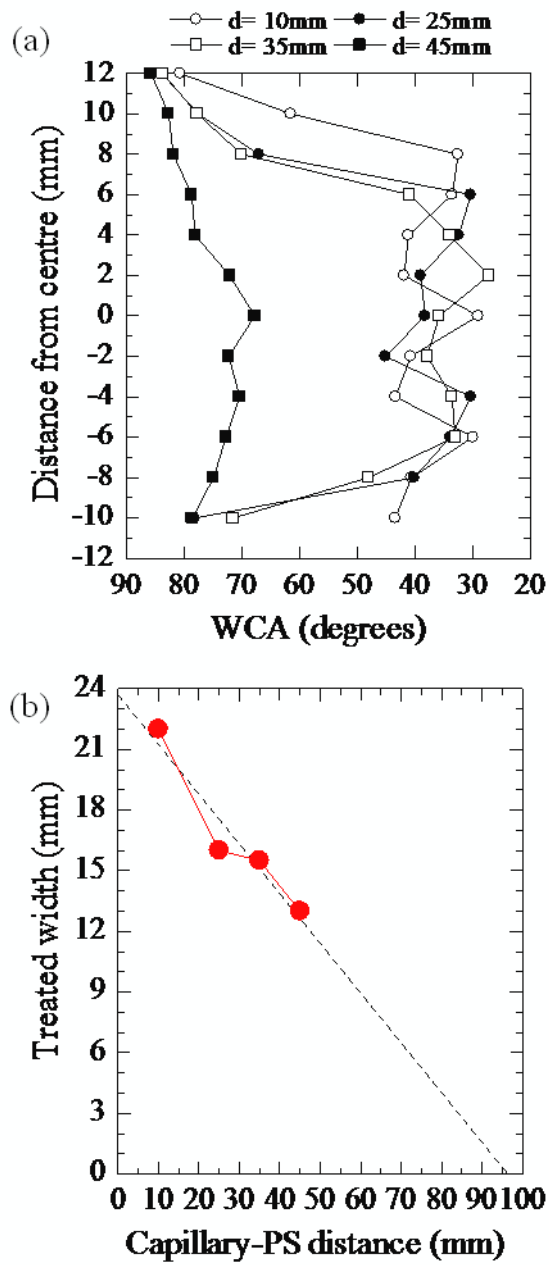 (a)
d= 10mm d= 25mm
d= 35mm d= 45mm
12
10
8
6
4
2
0
-2
-4
-6
-8
-10
-12
Distance from centre (mm)
90 80 70 60 50 40 30 20
WCA (degrees)
(b)
24
21
18
15
12
9
6
3
0
Treated width (mm)
0 10 20 30 40 50 60 70 80 90 100
Capillary-PS distance (mm)